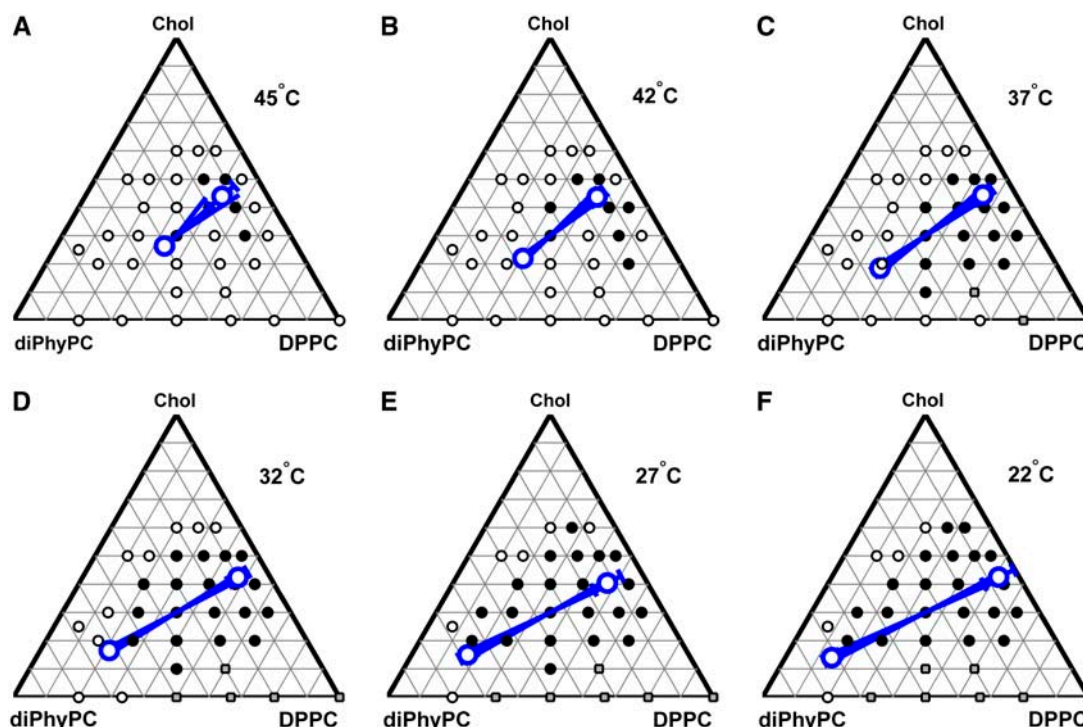 A
Chol
45°C
diPhyPC
DPPC
B
Chol
42°C
diPhyPC
DPPC
C
Chol
37°C
diPhyPC
DPPC
D
Chol
32°C
diPhyPC
DPPC
E
Chol
27°C
diPhyPC
DPPC
F
Chol
22°C
diPhyPC
DPPC